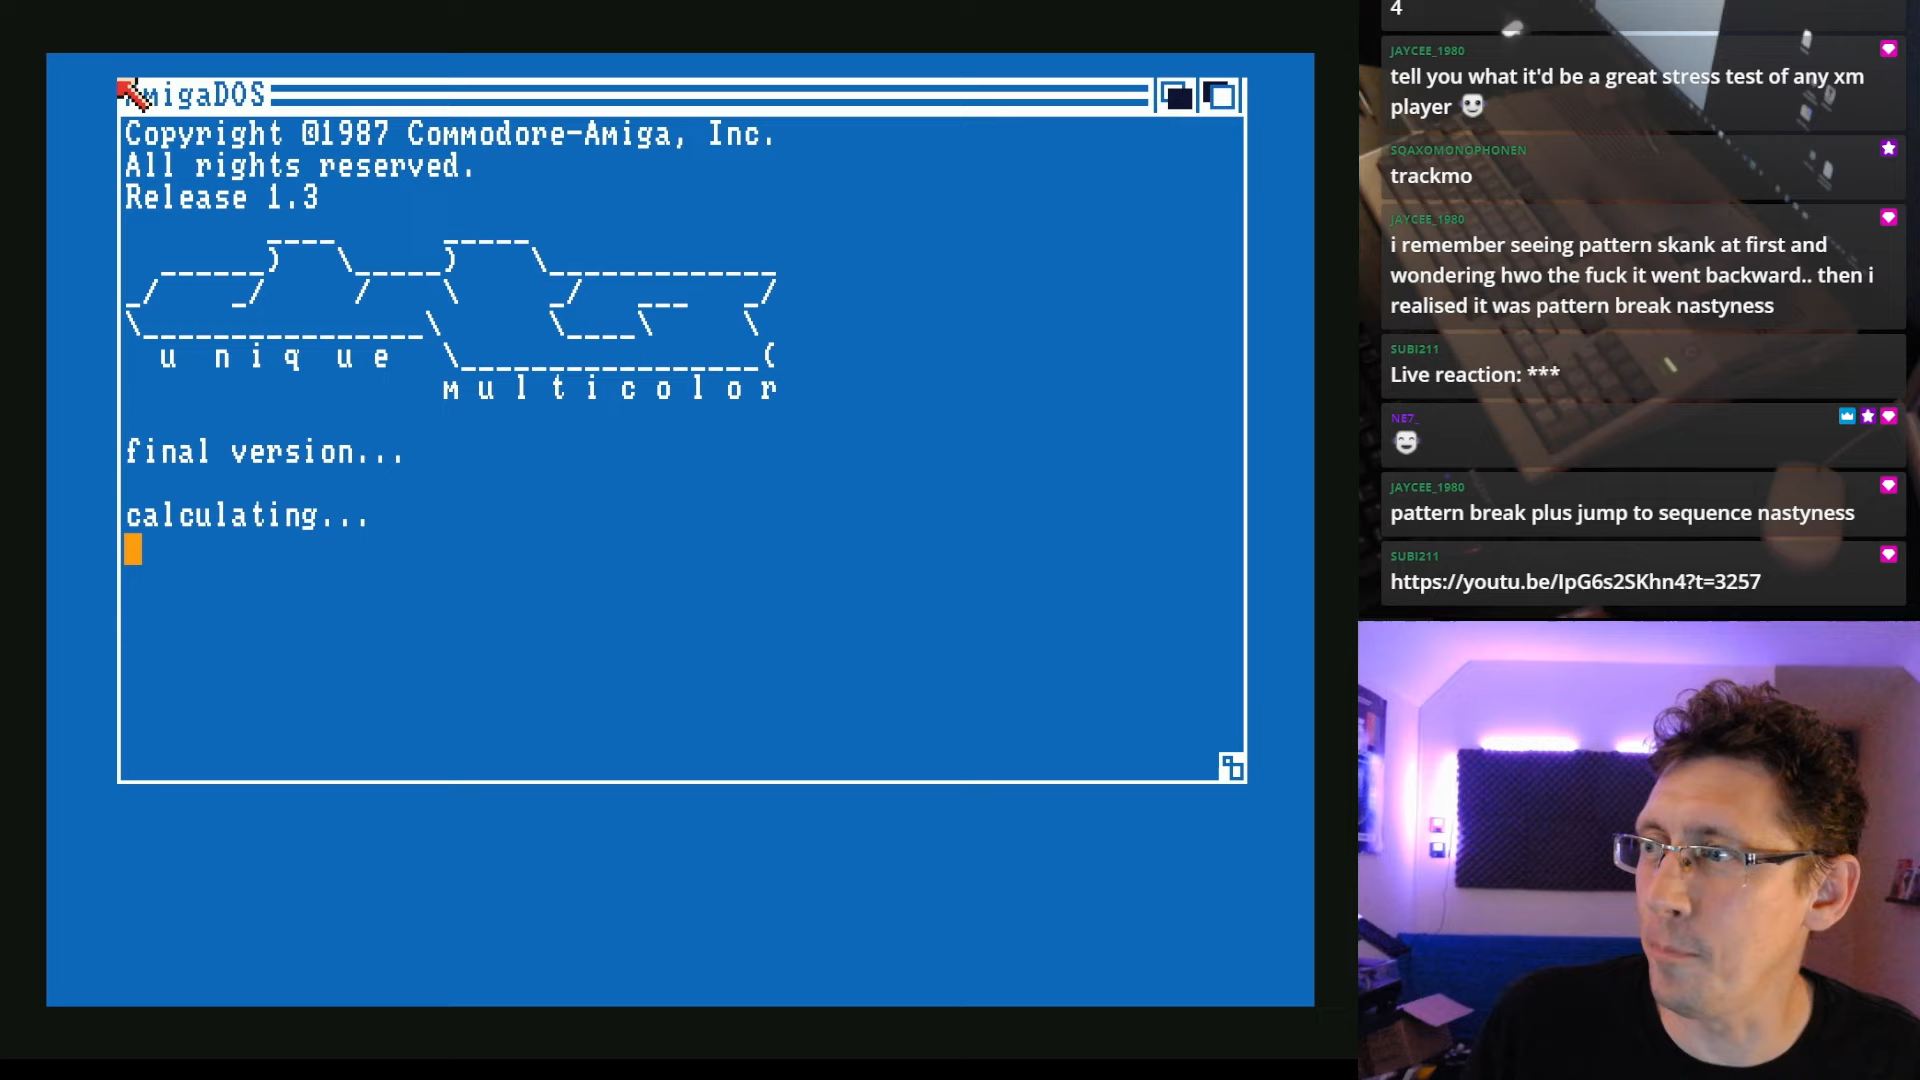 AmigaDOS
Copyright ©1987 Commodore-Amiga, Inc.
All rights reserved.
Release 1.3
u n i q u e
m u l t i c o l o r
final version...
calculating...
4
JAYCEE_1980
tell you what it'd be a great stress test of any xm
player
SQAXOMONOPHONEN
trackmo
JAYCEE_1980
i remember seeing pattern skank at first and
wondering hwo the fuck it went backward.. then i
realised it was pattern break nastyness
SUBI211
Live reaction: ***
NE7_
JAYCEE_1980
pattern break plus jump to sequence nastyness
SUBI211
https://youtu.be/IpG6s2SKhn4?t=3257